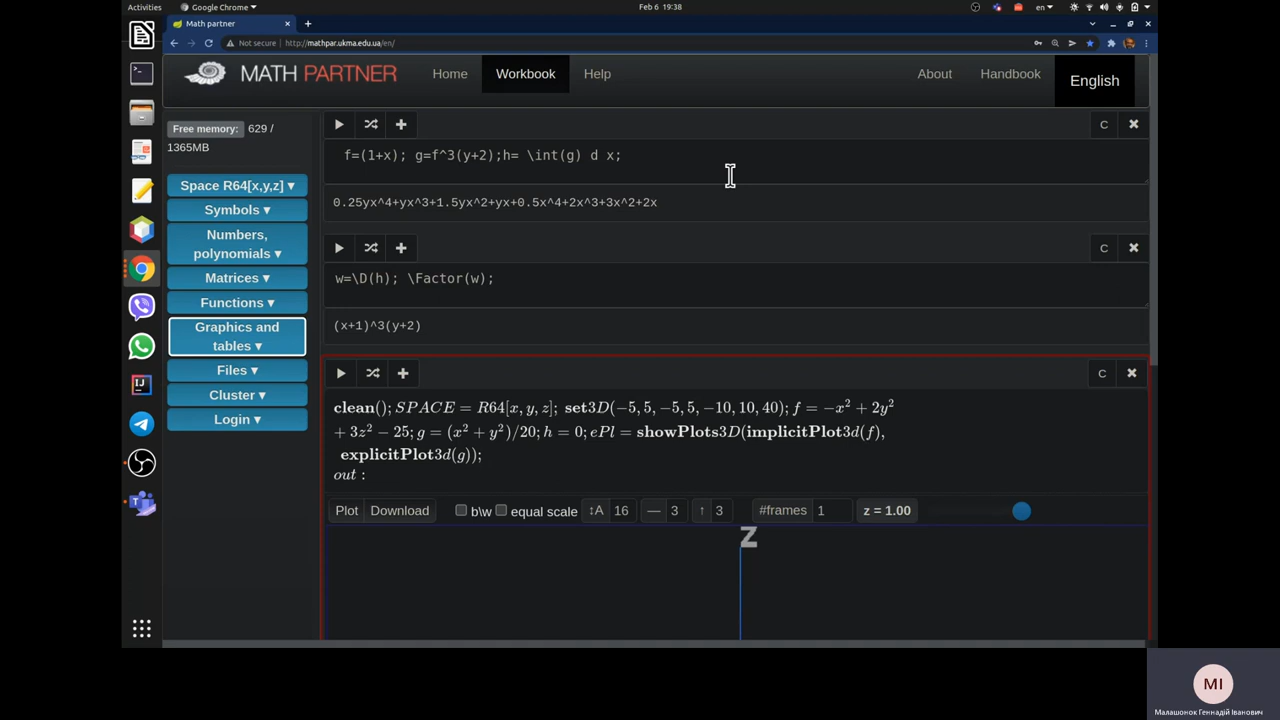 Activities
Google Chrome ▾
Feb 6 19:38
en ▾
Math partner
Not secure | http://mathpar.ukma.edu.ua/en/
MATH PARTNER
Home
Workbook
Help
About
Handbook
English
Free memory: 629 /
1365MB
Space R64[x,y,z] ▾
Symbols ▾
Numbers,
polynomials ▾
Matrices ▾
Functions ▾
Graphics and
tables ▾
Files ▾
Cluster ▾
Login ▾
C
f=(1+x); g=f^3(y+2);h= \int(g) d x;
0.25yx^4+yx^3+1.5yx^2+yx+0.5x^4+2x^3+3x^2+2x
C
w=\D(h); \Factor(w);
(x+1)^3(y+2)
C
clean(); SPACE = R64[x, y, z]; set3D(−5, 5, −5, 5, −10, 10, 40); f = −x² + 2y²
+ 3z² − 25; g = (x² + y²)/20; h = 0; ePl = showPlots3D(implicitPlot3d(f),
explicitPlot3d(g));
out :
Plot Download b\w equal scale ↕A 16 — 3 ↑ 3 #frames 1 z = 1.00
Z
MI
Малашонок Геннадій Іванович